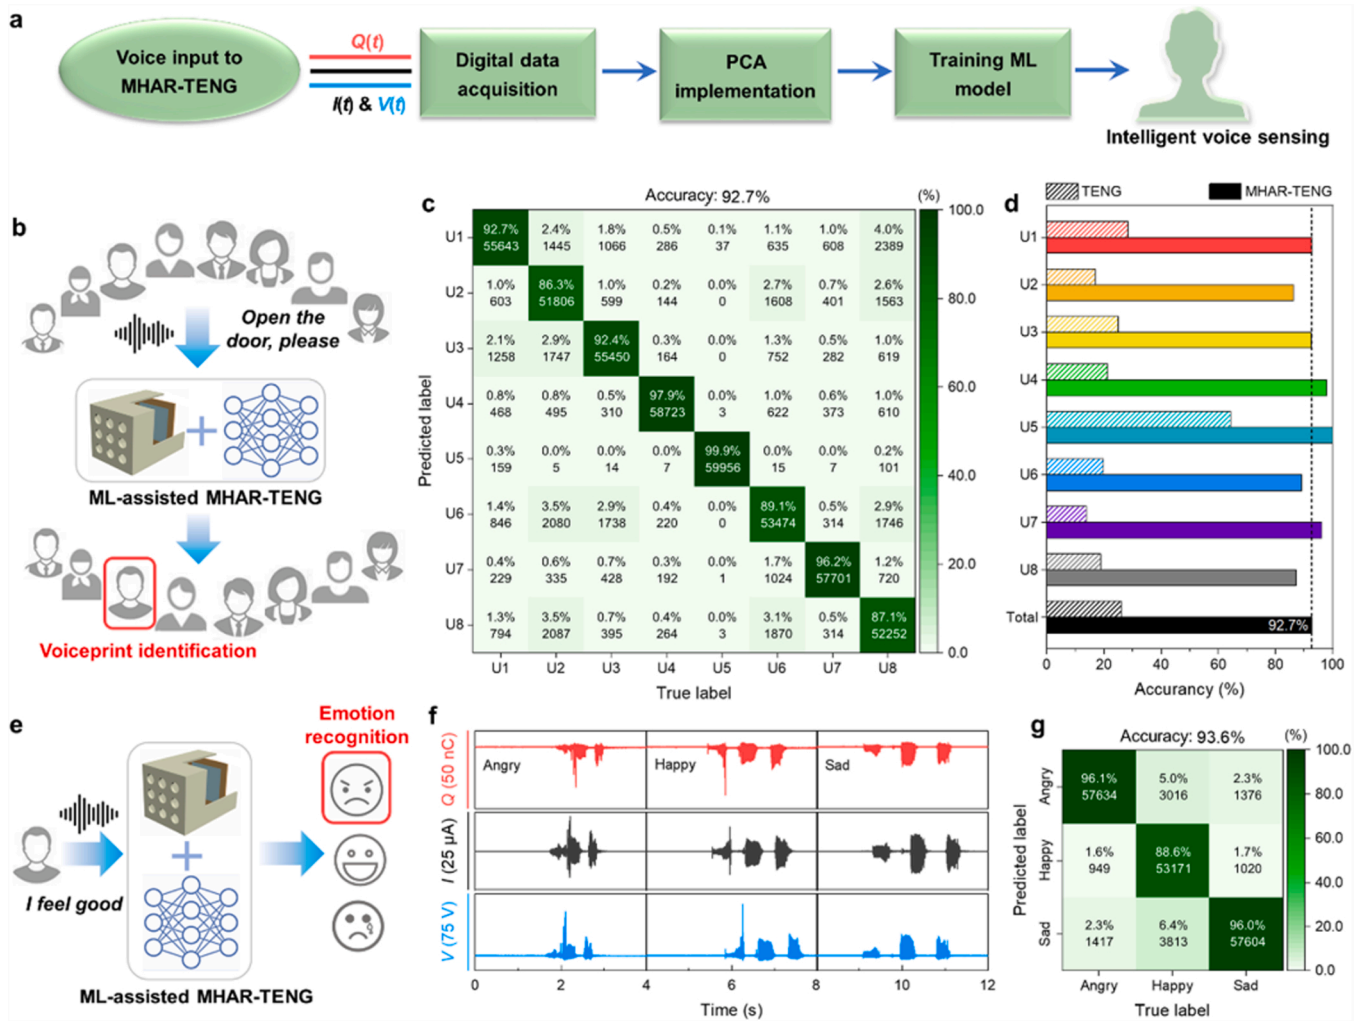 a
Voice input to
MHAR-TENG
Q(t)
I(t) & V(t)
Digital data
acquisition
PCA
implementation
Training ML
model
Intelligent voice sensing
b
Open the
door, please
ML-assisted MHAR-TENG
Voiceprint identification
c
Accuracy: 92.7%
(%)
Predicted label
U1
92.7% 2.4% 1.8% 0.5% 0.1% 1.1% 1.0% 4.0%
55643 1445 1066 286 37 635 608 2389
U2
1.0% 86.3% 1.0% 0.2% 0.0% 2.7% 0.7% 2.6%
603 51806 599 144 0 1608 401 1563
U3
2.1% 2.9% 92.4% 0.3% 0.0% 1.3% 0.5% 1.0%
1258 1747 55450 164 0 752 282 619
U4
0.8% 0.8% 0.5% 97.9% 0.0% 1.0% 0.6% 1.0%
468 495 310 58723 3 622 373 610
U5
0.3% 0.0% 0.0% 0.0% 99.9% 0.0% 0.0% 0.2%
159 5 14 7 59956 15 7 101
U6
1.4% 3.5% 2.9% 0.4% 0.0% 89.1% 0.5% 2.9%
846 2080 1738 220 0 53474 314 1746
U7
0.4% 0.6% 0.7% 0.3% 0.0% 1.7% 96.2% 1.2%
229 335 428 192 1 1024 57701 720
U8
1.3% 3.5% 0.7% 0.4% 0.0% 3.1% 0.5% 87.1%
794 2087 395 264 3 1870 314 52252
U1 U2 U3 U4 U5 U6 U7 U8
True label
100.0
80.0
60.0
40.0
20.0
0.0
d
TENG
MHAR-TENG
U1
U2
U3
U4
U5
U6
U7
U8
Total
92.7%
0 20 40 60 80 100
Accurancy (%)
e
I feel good
ML-assisted MHAR-TENG
Emotion
recognition
f
Q (50 nC)
Angry
Happy
Sad
I (25 μA)
V (75 V)
0 2 4 6 8 10 12
Time (s)
g
Accuracy: 93.6%
(%)
Predicted label
Angry
96.1% 5.0% 2.3%
57634 3016 1376
Happy
1.6% 88.6% 1.7%
949 53171 1020
Sad
2.3% 6.4% 96.0%
1417 3813 57604
Angry Happy Sad
True label
100.0
80.0
60.0
40.0
20.0
0.0